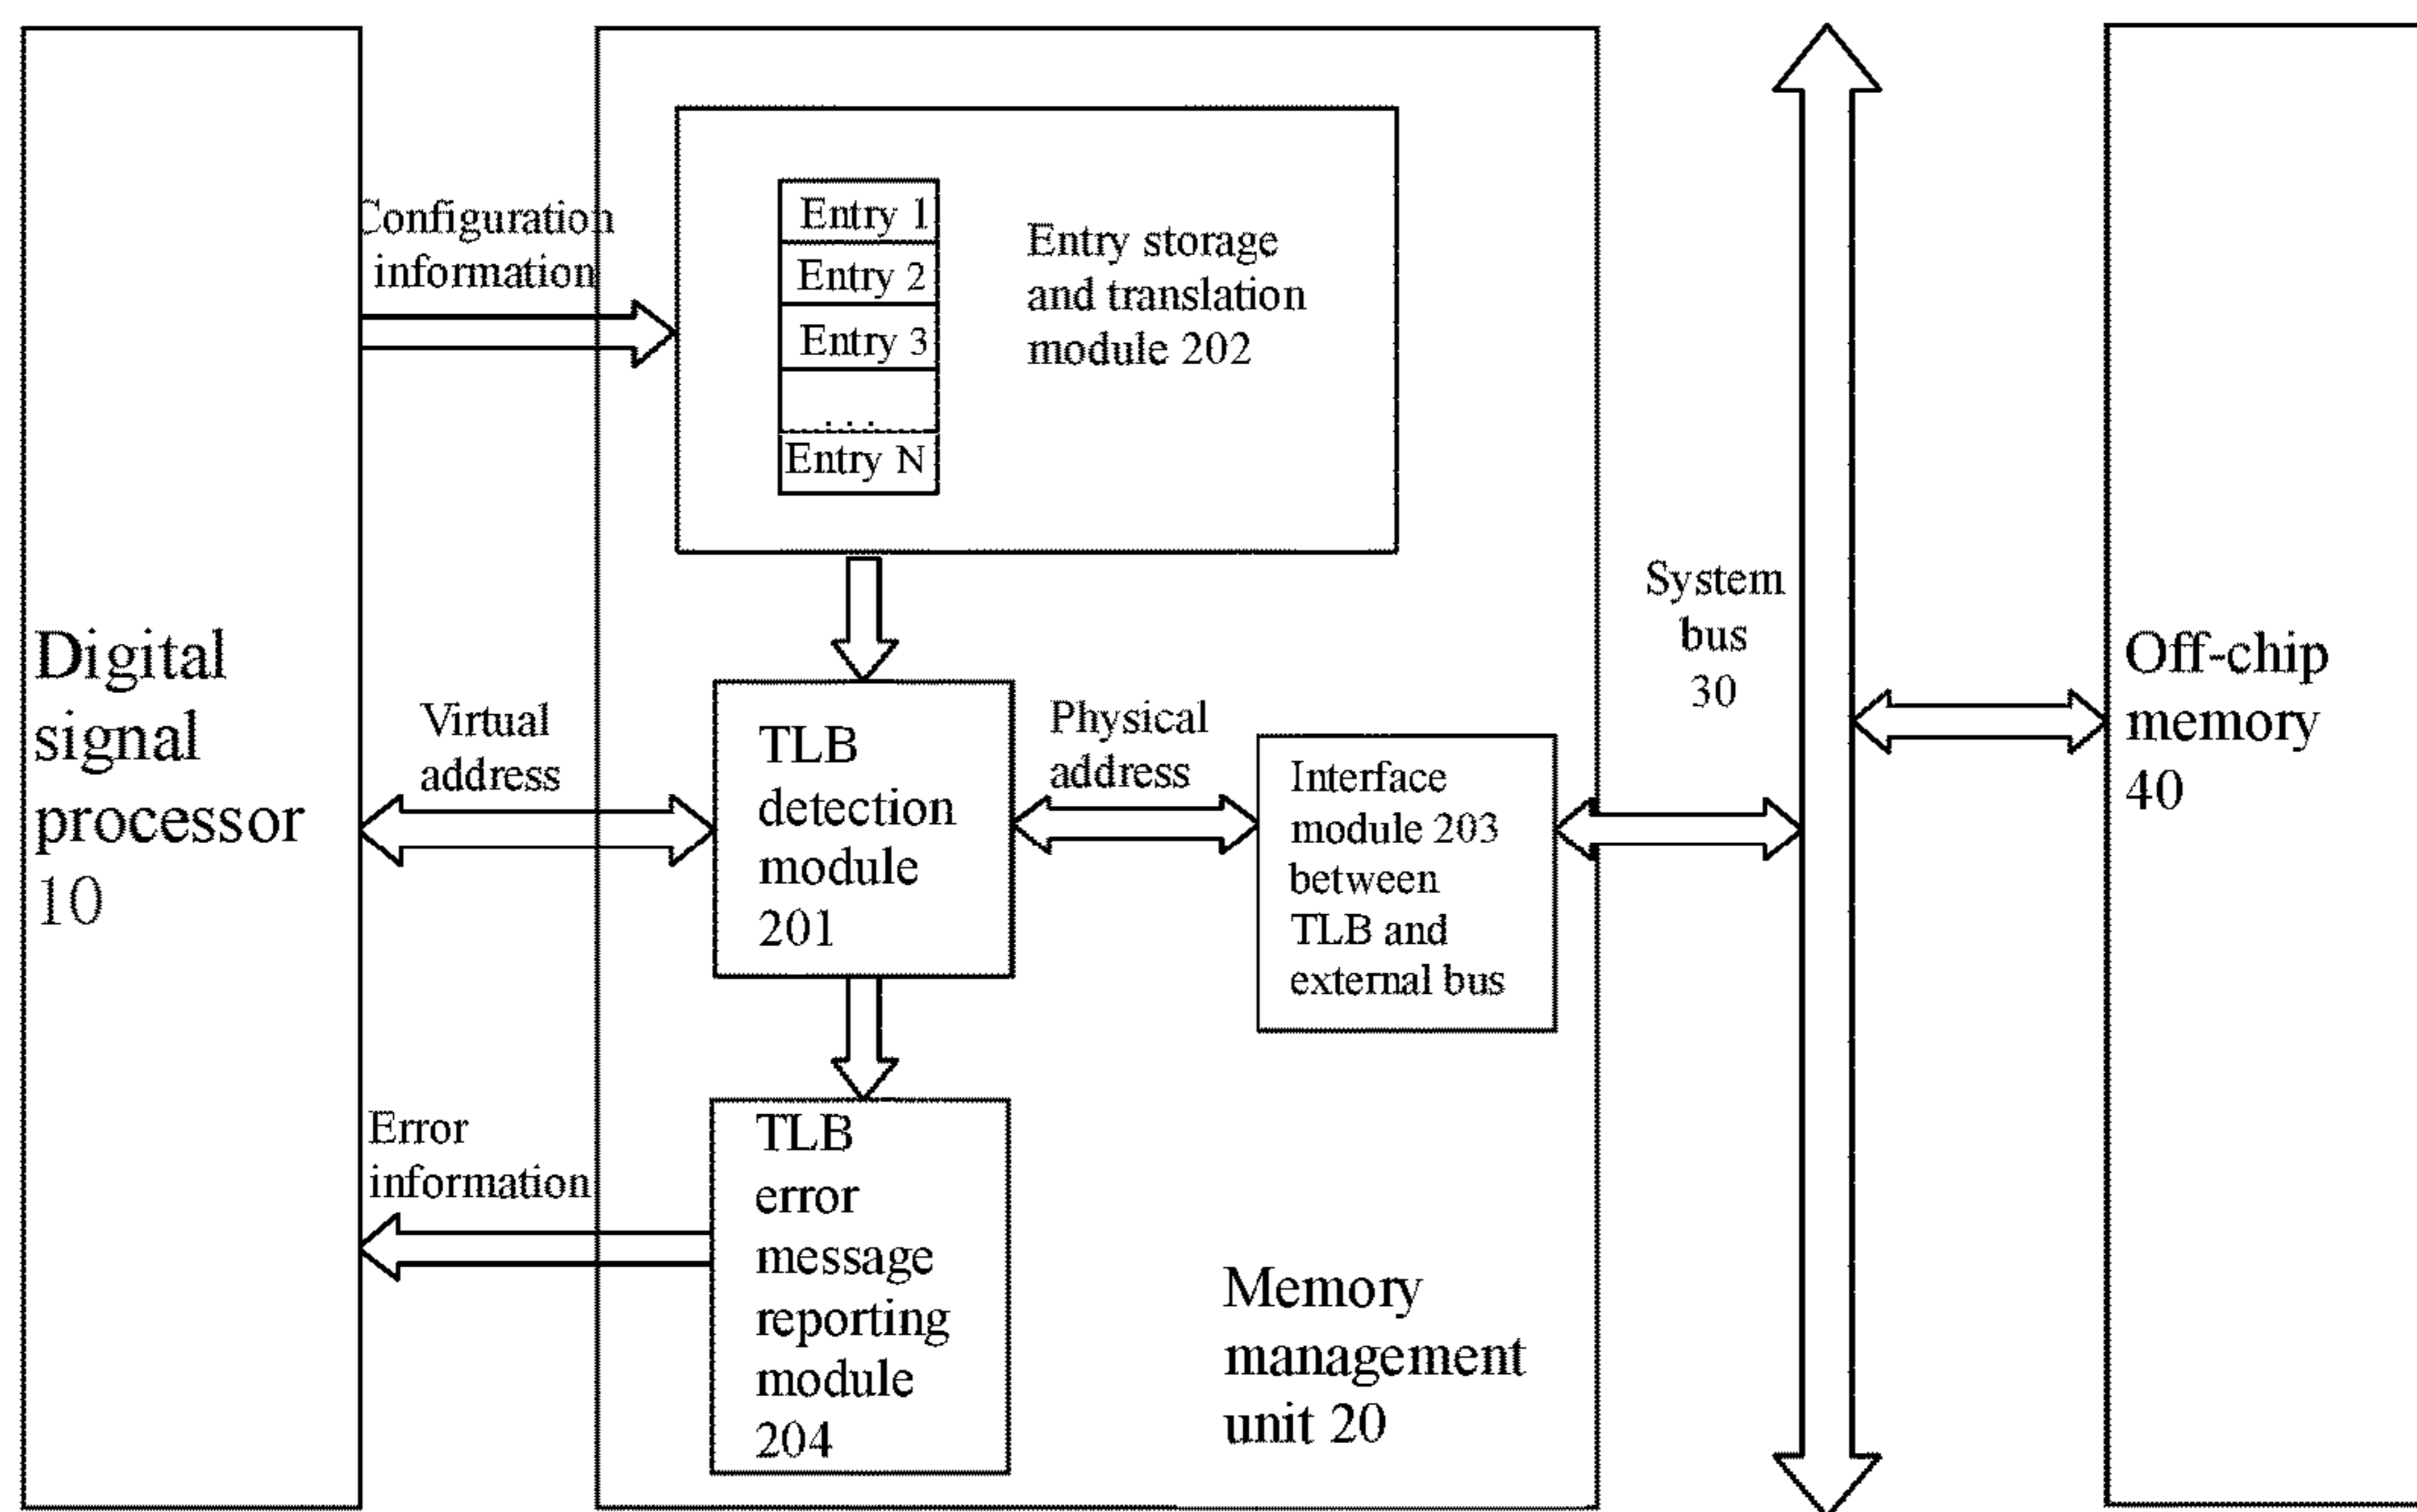 Configuration
information
Entry 1
Entry 2
Entry 3
...
Entry N
Entry storage
and translation
module 202
Digital
signal
processor
10
Virtual
address
TLB
detection
module
201
Physical
address
Interface
module 203
between
TLB and
external bus
System
bus
30
Off-chip
memory
40
Error
information
TLB
error
message
reporting
module
204
Memory
management
unit 20